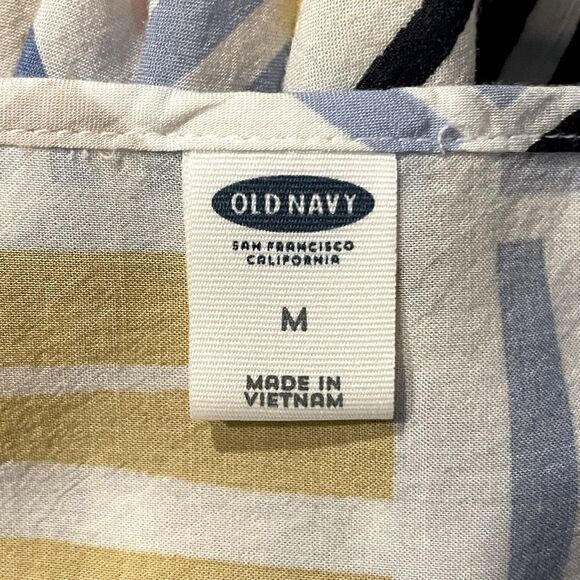 OLD NAVY
SAN FRANCISCO
CALIFORNIA
M
MADE IN
VIETNAM